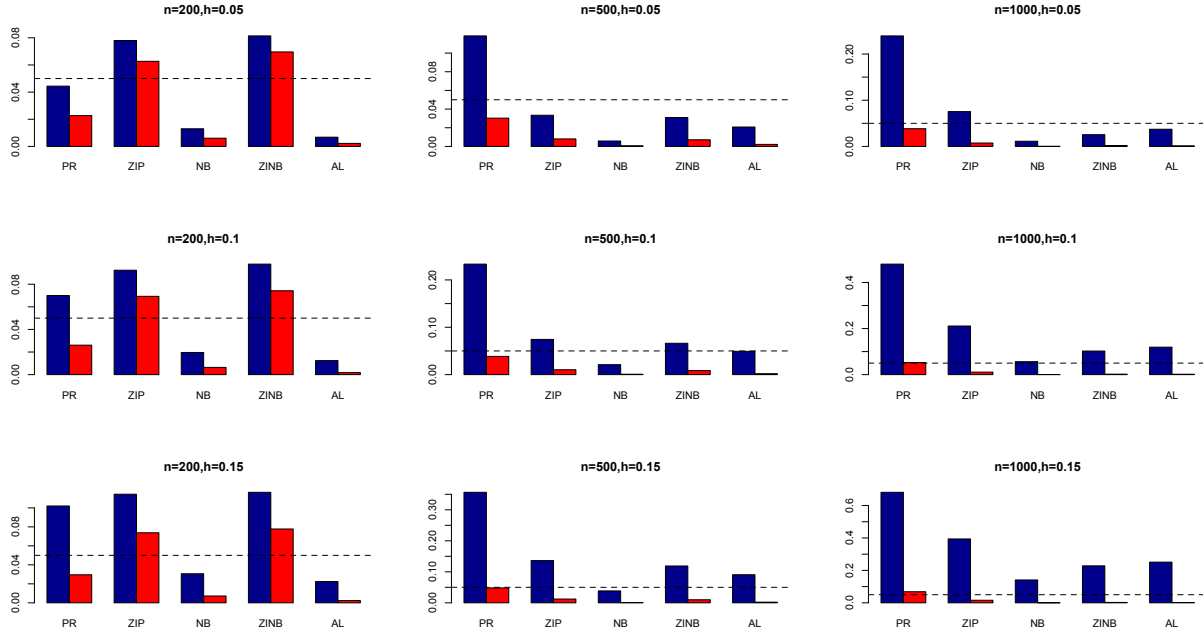 n=200,h=0.05
0.00 0.04 0.08
PR ZIP NB ZINB AL
n=500,h=0.05
0.00 0.04 0.08
PR ZIP NB ZINB AL
n=1000,h=0.05
0.00 0.10 0.20
PR ZIP NB ZINB AL
n=200,h=0.1
0.00 0.04 0.08
PR ZIP NB ZINB AL
n=500,h=0.1
0.00 0.10 0.20
PR ZIP NB ZINB AL
n=1000,h=0.1
0.0 0.2 0.4
PR ZIP NB ZINB AL
n=200,h=0.15
0.00 0.04 0.08
PR ZIP NB ZINB AL
n=500,h=0.15
0.00 0.10 0.20 0.30
PR ZIP NB ZINB AL
n=1000,h=0.15
0.0 0.2 0.4 0.6
PR ZIP NB ZINB AL